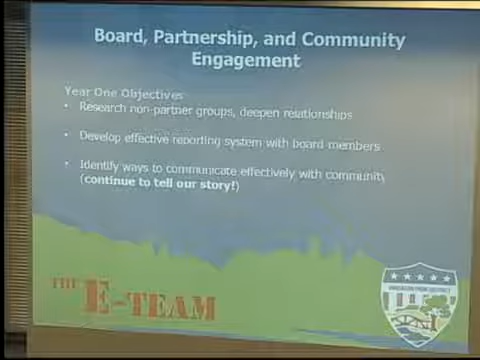 Board, Partnership, and Community
Engagement
Year One Objectives
• Research non-partner groups, deepen relationships
• Develop effective reporting system with board members
• Identify ways to communicate effectively with community
(continue to tell our story!)
THE E-TEAM